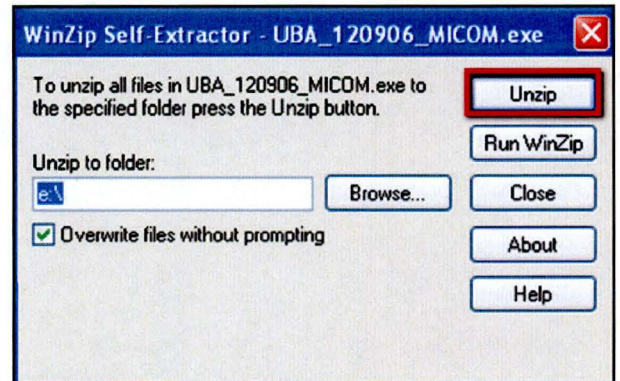 WinZip Self-Extractor - UBA_120906_MICOM.exe
To unzip all files in UBA_120906_MICOM.exe to
the specified folder press the Unzip button.
Unzip to folder:
e:\
Browse...
Overwrite files without prompting
Unzip
Run WinZip
Close
About
Help